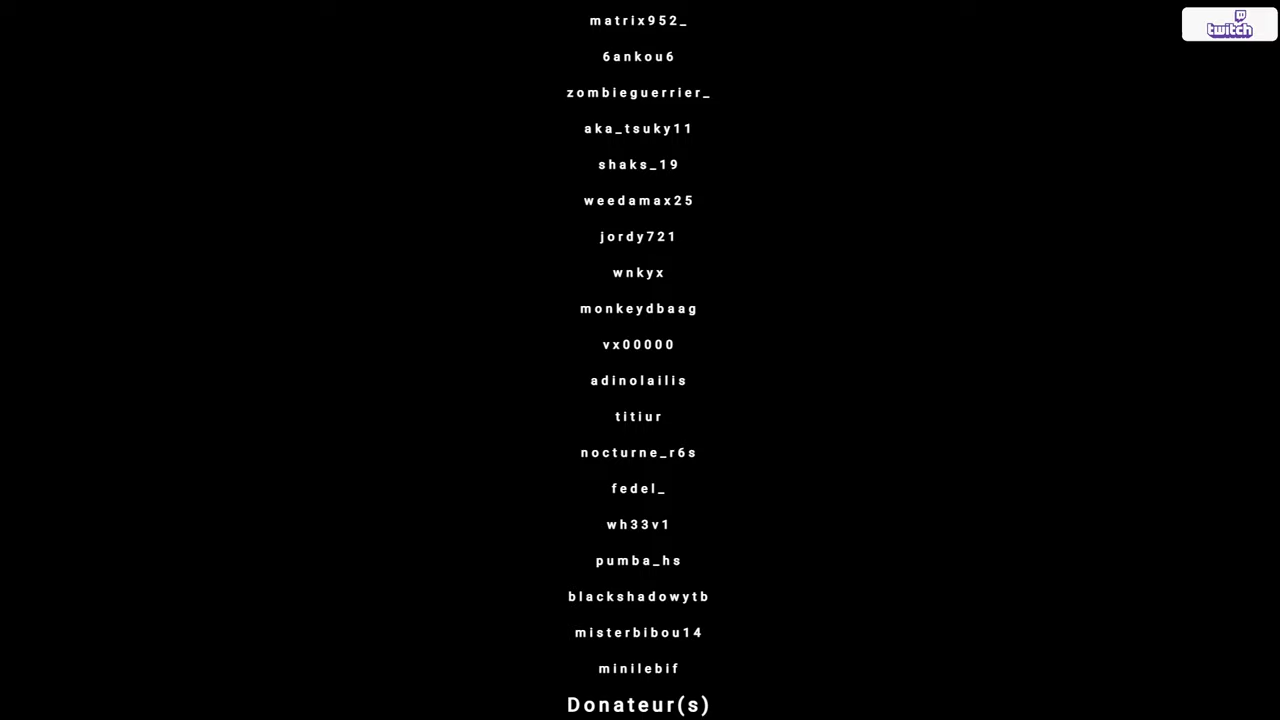 matrix952_
twitch
6ankou6
zombieguerrier_
aka_tsuky11
shaks_19
weedamax25
jordy721
wnkyx
monkeydbaag
vx00000
adinolailis
titiur
nocturne_r6s
fedel_
wh33v1
pumba_hs
blackshadowytb
misterbibou14
minilebif
Donateur(s)